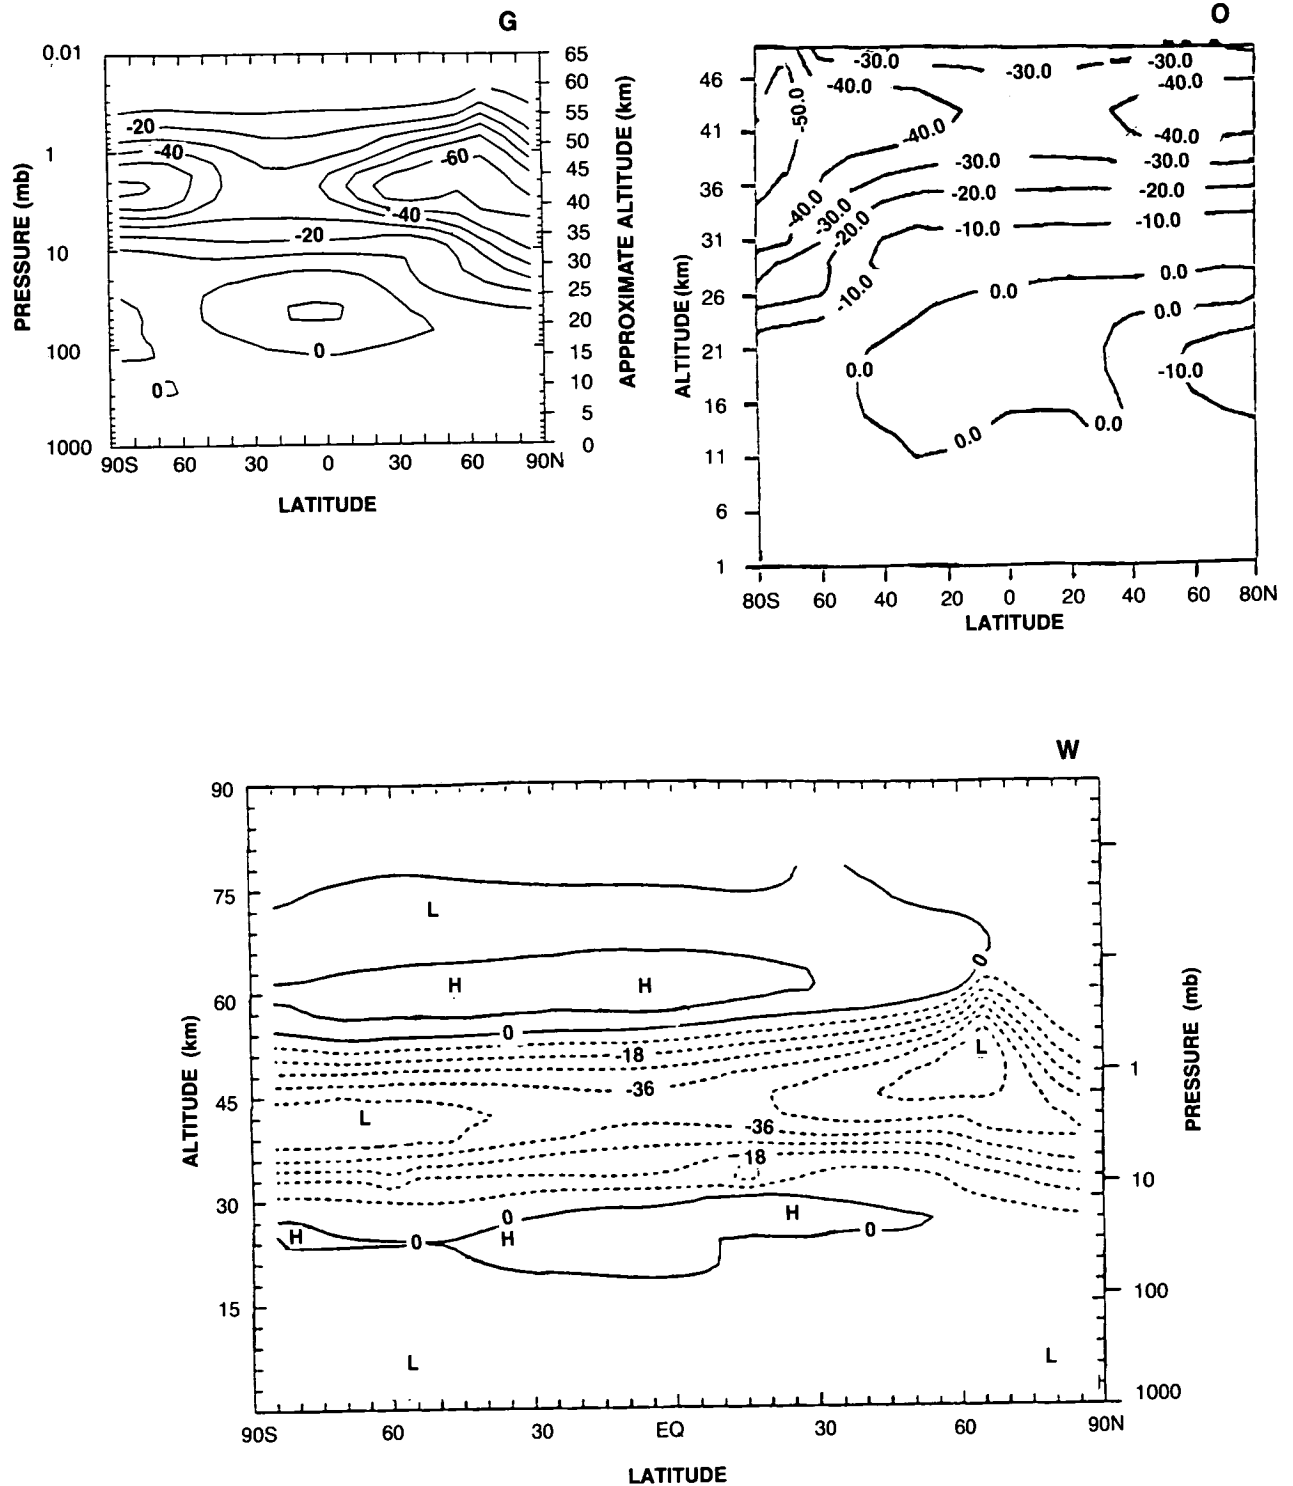 G
0.01
1
10
100
1000
PRESSURE (mb)
-20
-40
-60
-40
-20
0
0
65
60
55
50
45
40
35
30
25
20
15
10
5
0
APPROXIMATE ALTITUDE (km)
90S 60 30 0 30 60 90N
LATITUDE
O
46
41
36
31
26
21
16
11
6
1
ALTITUDE (km)
-30.0 -30.0 -30.0
-40.0 -40.0
-50.0
-40.0 -40.0
-30.0 -30.0
-40.0 -20.0 -20.0
-30.0
-20.0 -10.0 -10.0
-10.0 0.0 0.0
0.0
0.0 -10.0
0.0 0.0
80S 60 40 20 0 20 40 60 80N
LATITUDE
W
90
75
60
45
30
15
ALTITUDE (km)
L
H H
0
0
-18
L
-36
L
-36
18
0 H
H 0 H 0
L L
1
10
100
1000
PRESSURE (mb)
90S 60 30 EQ 30 60 90N
LATITUDE